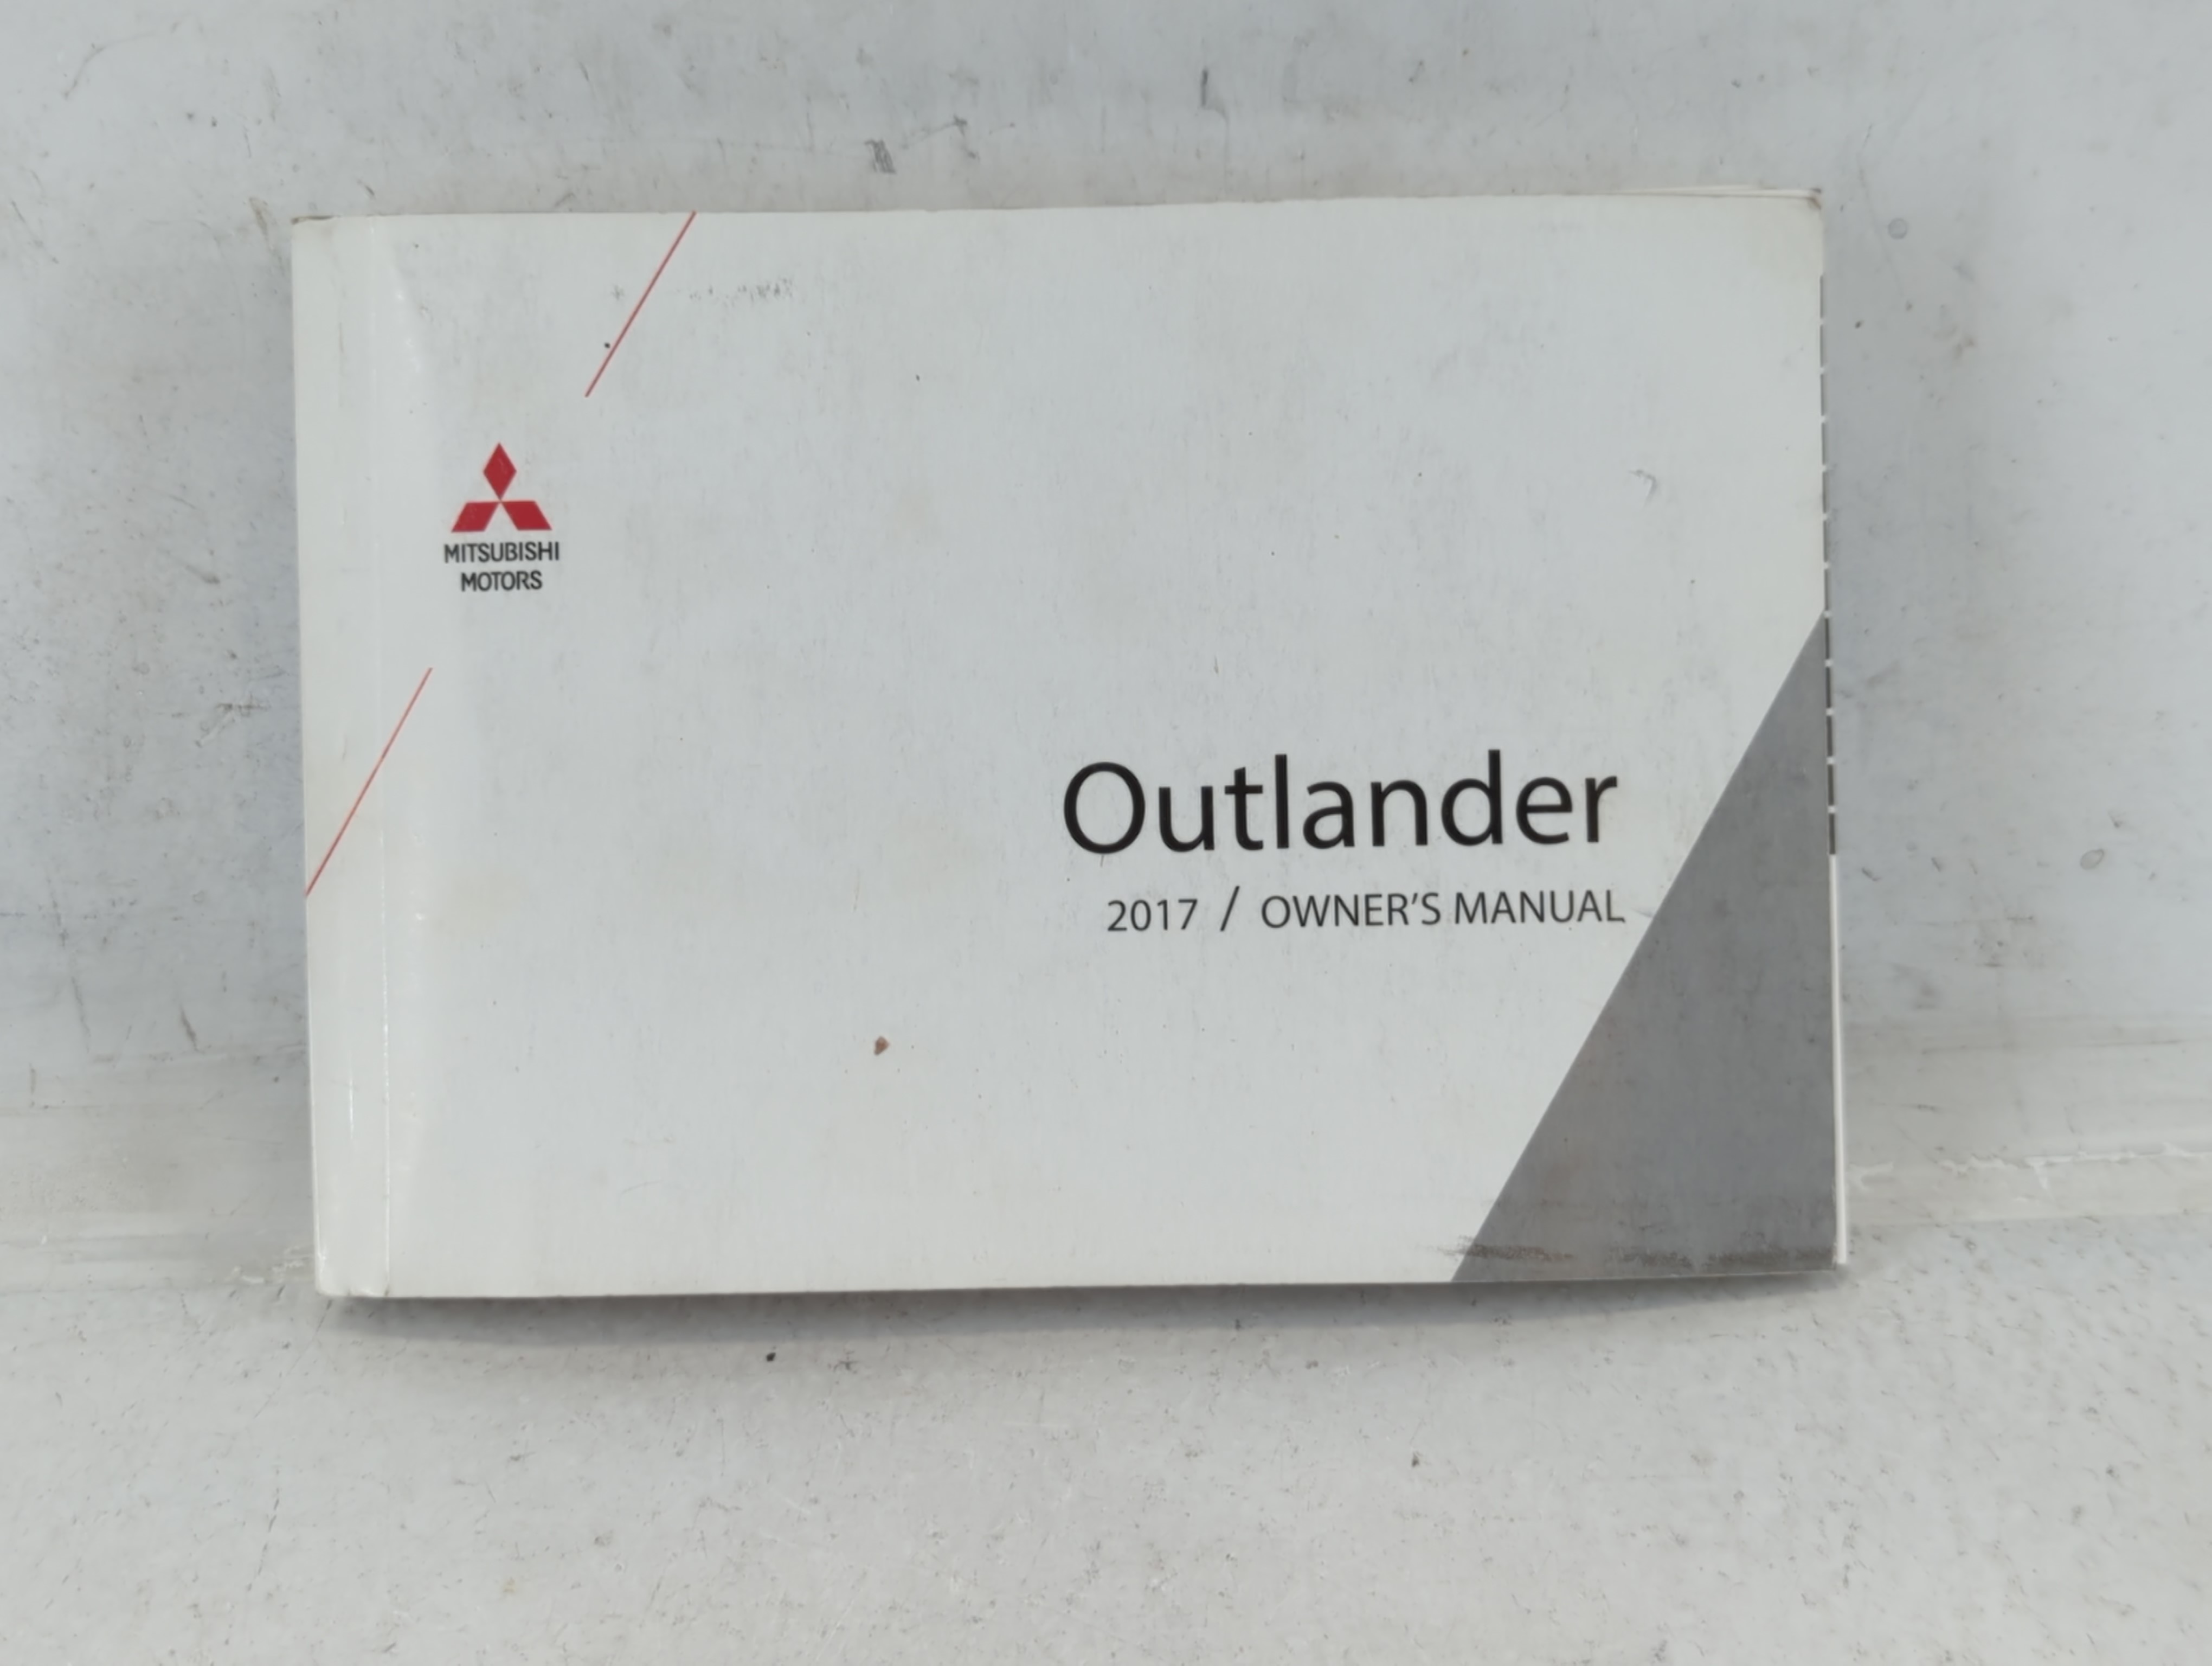 MITSUBISHI
MOTORS
Outlander
2017 / OWNER'S MANUAL